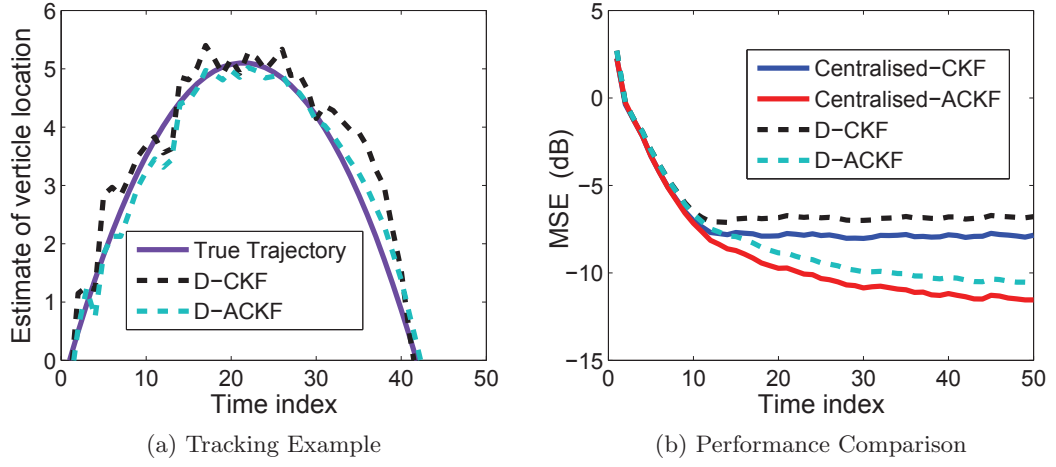 6
5
4
3
2
1
0
Estimate of verticle location
True Trajectory
D−CKF
D−ACKF
0 10 20 30 40 50
Time index
(a) Tracking Example
5
0
−5
−10
−15
MSE (dB)
Centralised−CKF
Centralised−ACKF
D−CKF
D−ACKF
0 10 20 30 40 50
Time index
(b) Performance Comparison